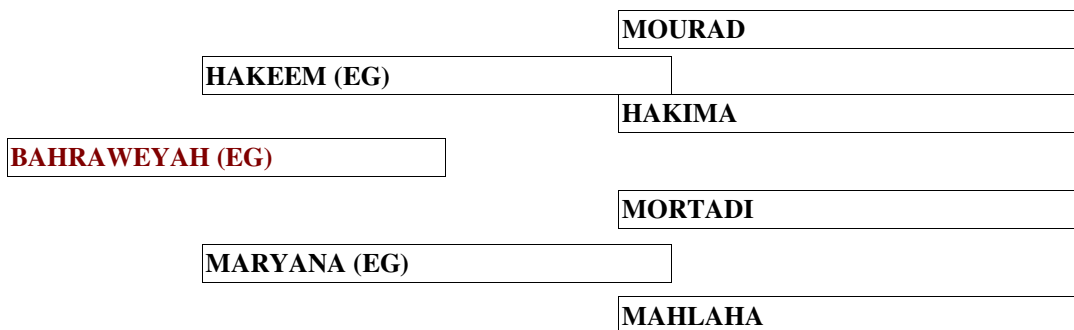 MOURAD
HAKEEM (EG)
HAKIMA
BAHRAWEYAH (EG)
MORTADI
MARYANA (EG)
MAHLAHA